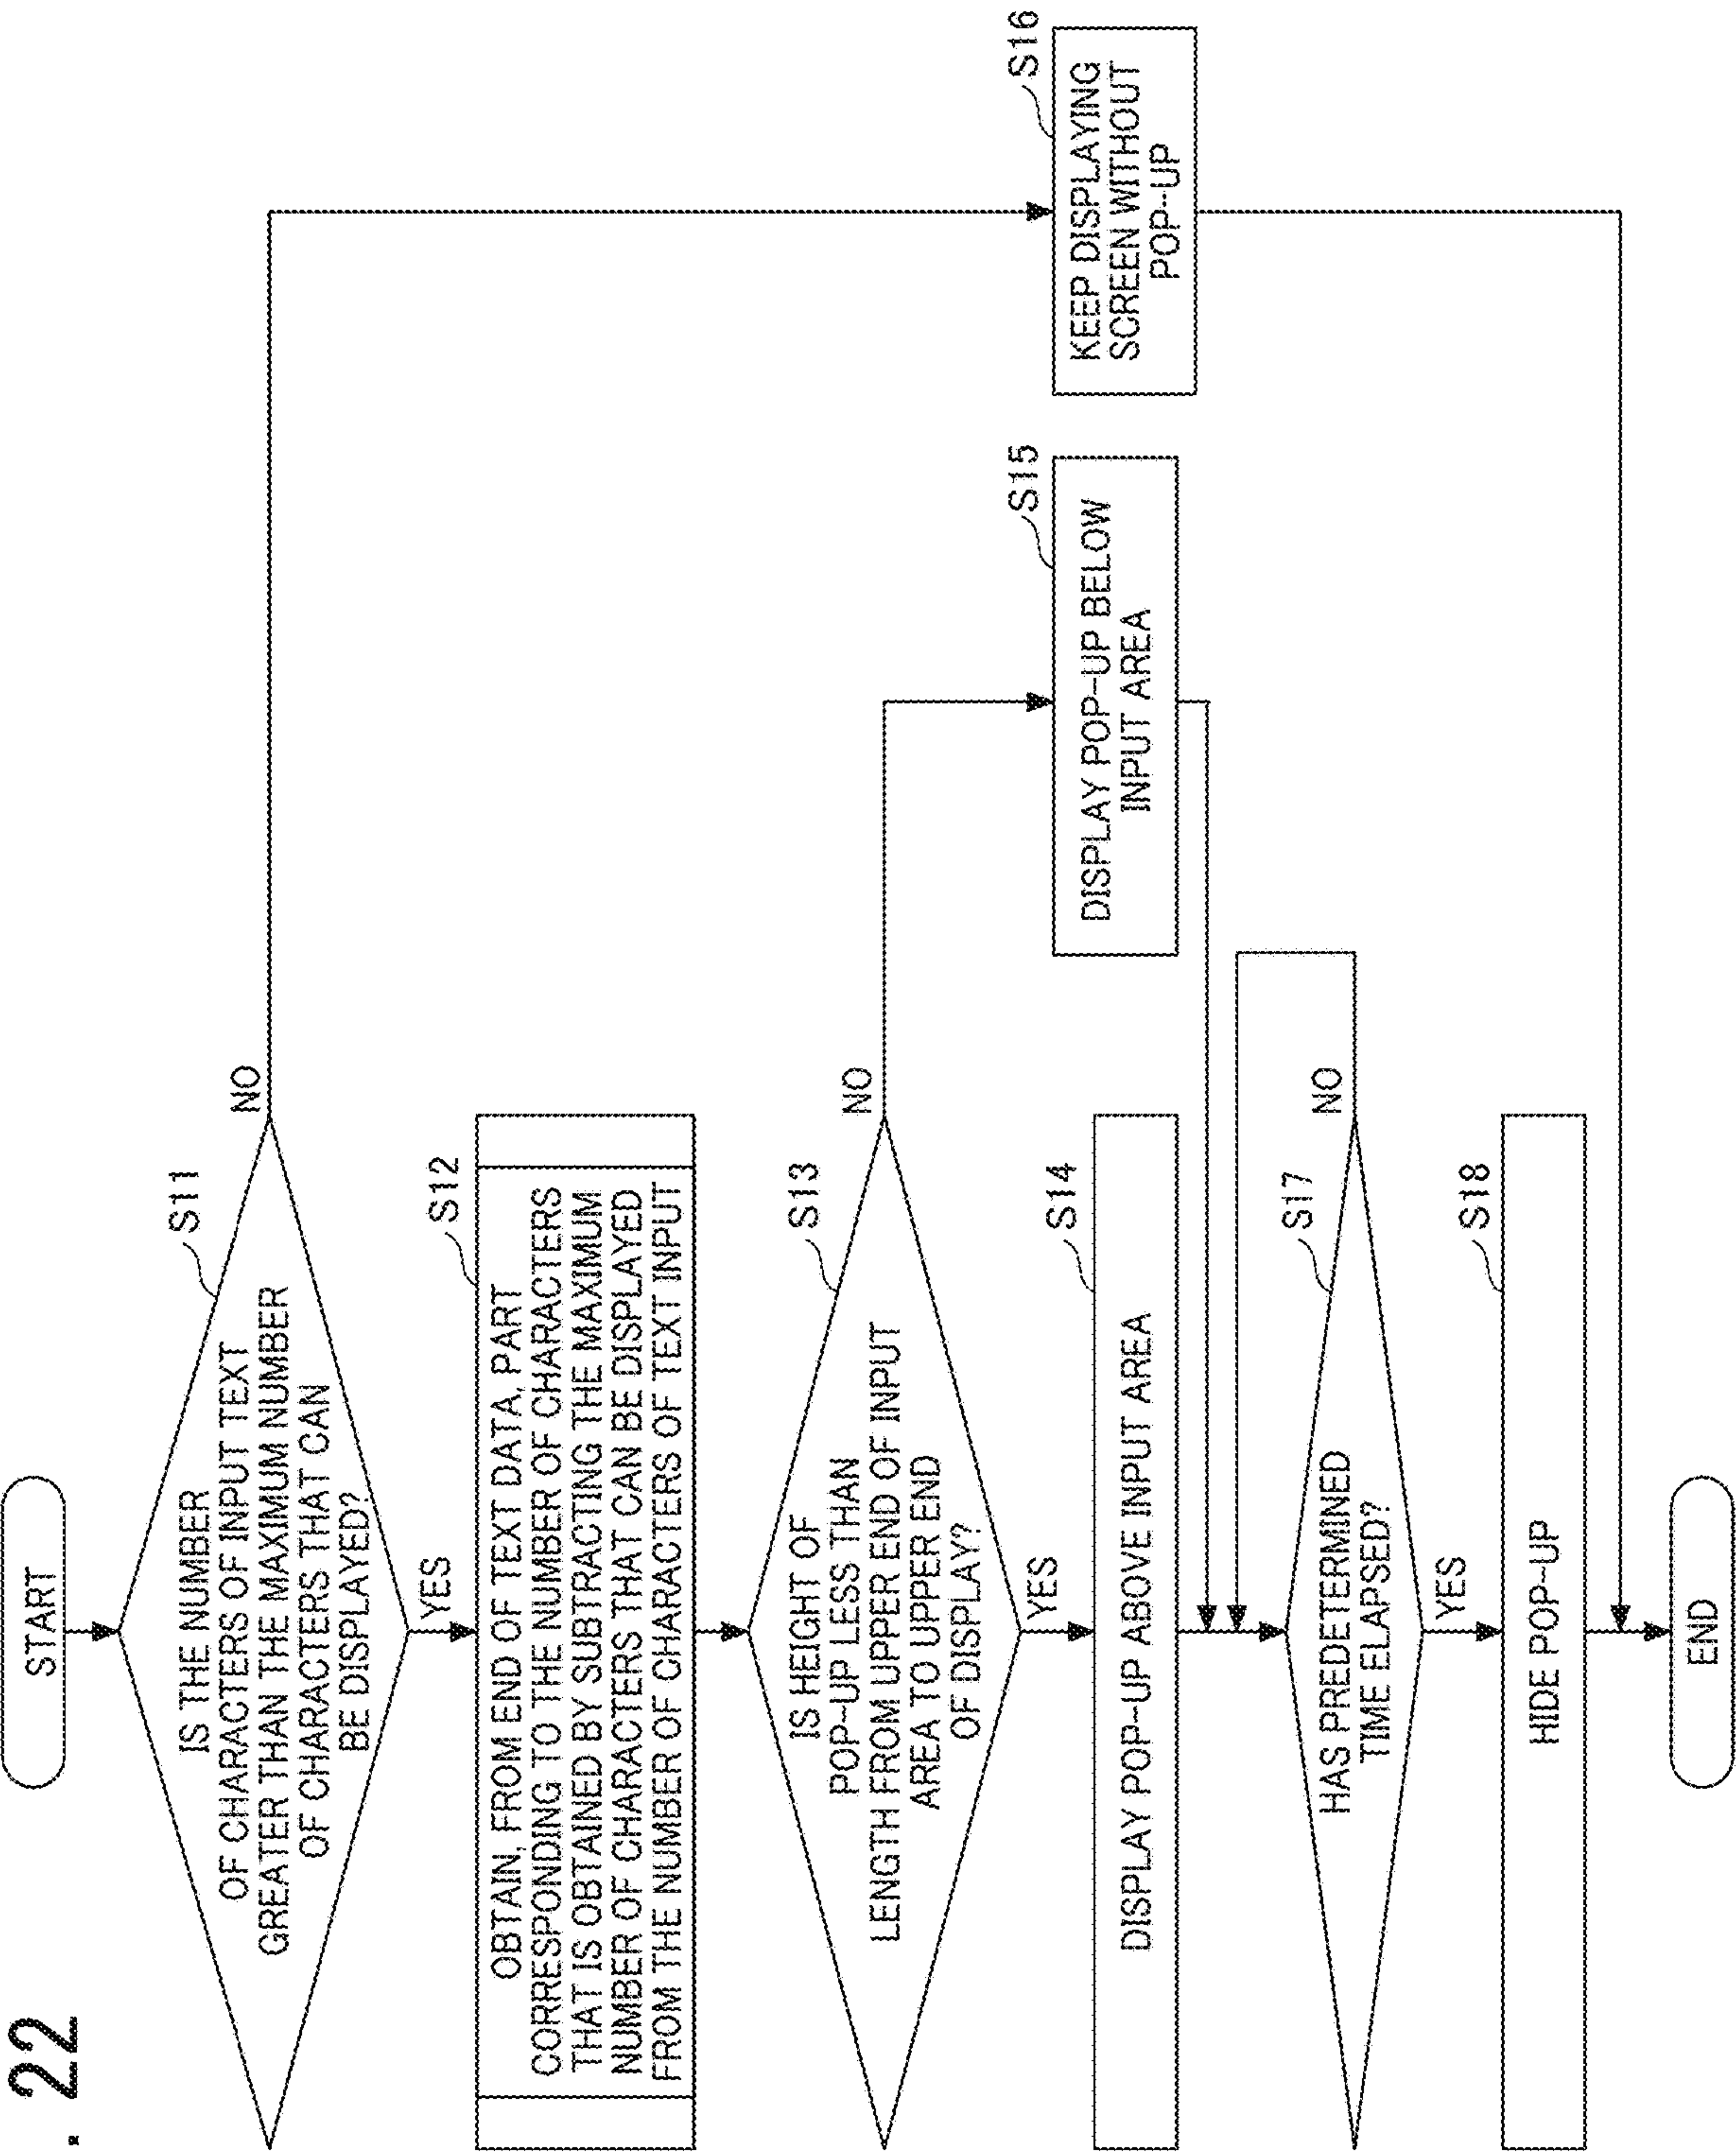 . 22
START
S11
IS THE NUMBER
OF CHARACTERS OF INPUT TEXT
GREATER THAN THE MAXIMUM NUMBER
OF CHARACTERS THAT CAN
BE DISPLAYED?
NO
YES
S12
OBTAIN, FROM END OF TEXT DATA, PART
CORRESPONDING TO THE NUMBER OF CHARACTERS
THAT IS OBTAINED BY SUBTRACTING THE MAXIMUM
NUMBER OF CHARACTERS THAT CAN BE DISPLAYED
FROM THE NUMBER OF CHARACTERS OF TEXT INPUT
S13
IS HEIGHT OF
POP-UP LESS THAN
LENGTH FROM UPPER END OF INPUT
AREA TO UPPER END
OF DISPLAY?
NO
YES
S14
DISPLAY POP-UP ABOVE INPUT AREA
S15
DISPLAY POP-UP BELOW
INPUT AREA
S16
KEEP DISPLAYING
SCREEN WITHOUT
POP-UP
S17
HAS PREDETERMINED
TIME ELAPSED?
NO
YES
S18
HIDE POP-UP
END